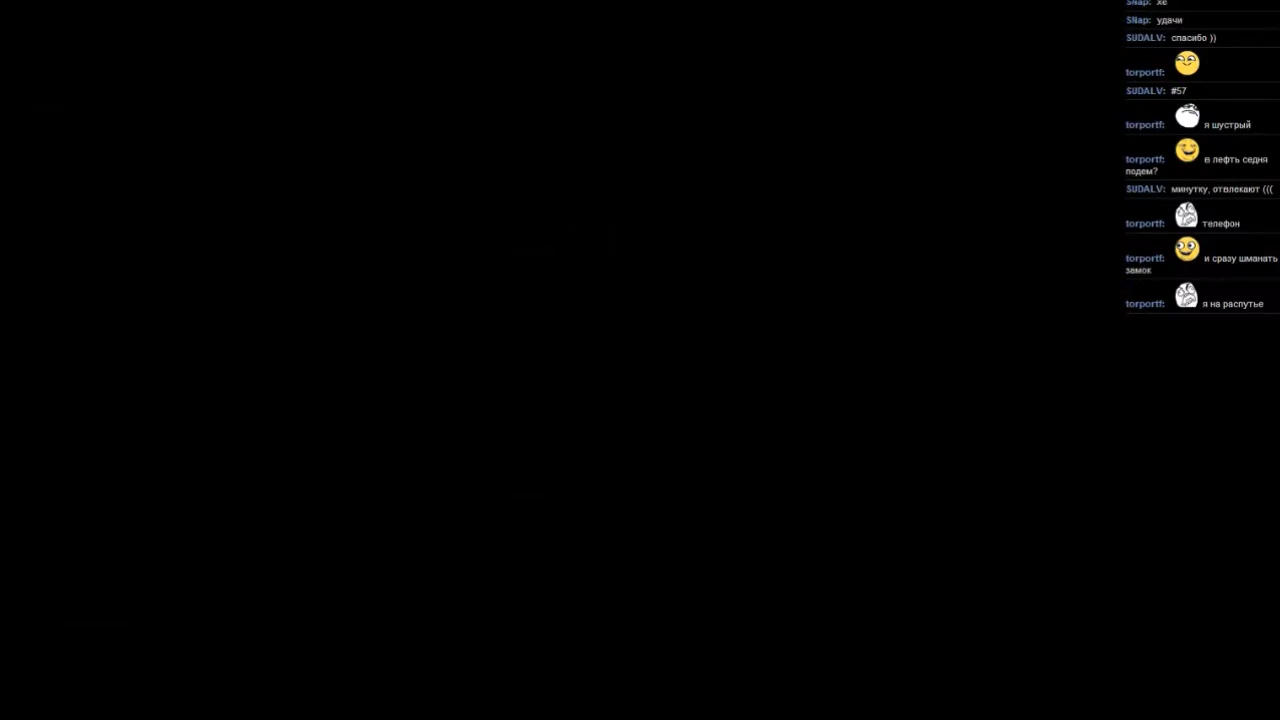 SNap: хе
SNap: удачи
SUDALV: спасибо ))
torportf:
SUDALV: #57
torportf: я шустрый
torportf: в лефть седня
подем?
SUDALV: минутку, отвлекают (((
torportf: телефон
torportf: и сразу шманать
замок
torportf: я на распутье